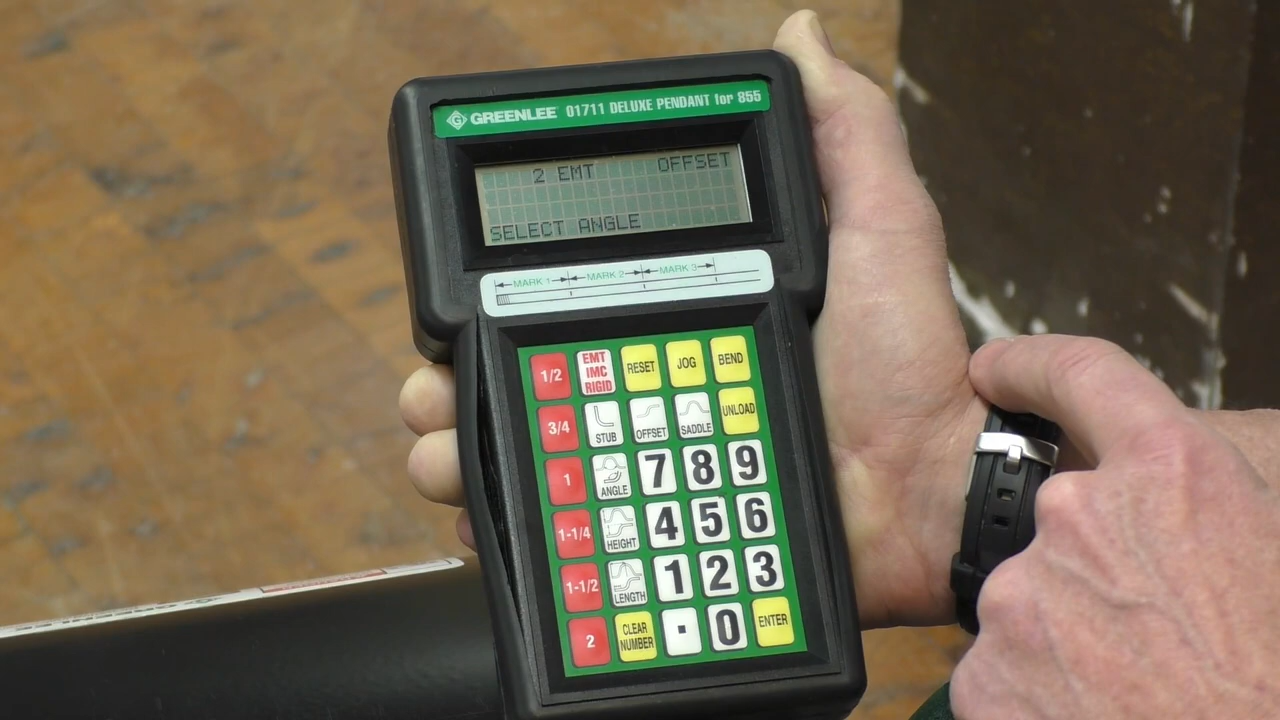 GREENLEE 01711 DELUXE PENDANT for 855
2 EMT OFFSET
SELECT ANGLE
MARK 1 MARK 2 MARK 3
1/2 EMT IMC RIGID RESET JOG BEND
3/4 STUB OFFSET SADDLE UNLOAD
1 ANGLE 7 8 9
1-1/4 HEIGHT 4 5 6
1-1/2 LENGTH 1 2 3
2 CLEAR NUMBER . 0 ENTER